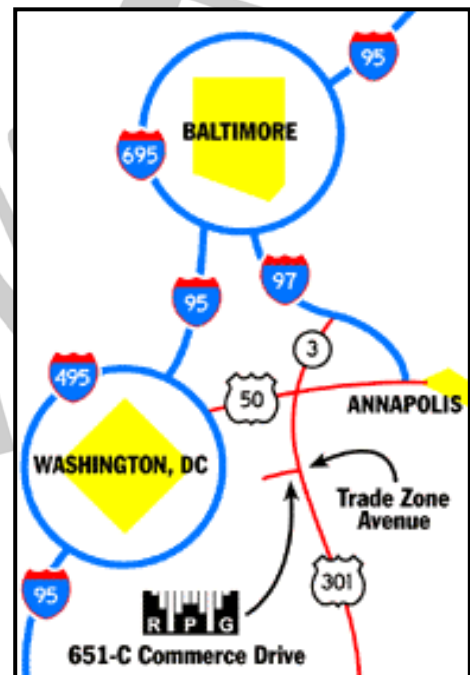 95
BALTIMORE
695
97
95
3
495
50
ANNAPOLIS
WASHINGTON, DC
Trade Zone
Avenue
95
301
R P G
651-C Commerce Drive